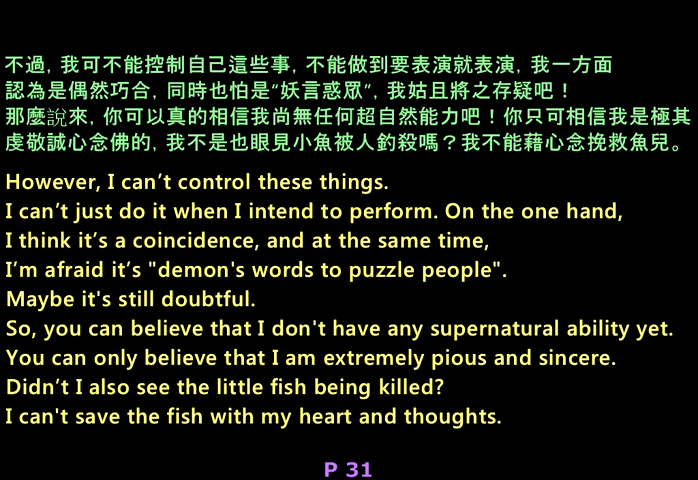 不過, 我可不能控制自己這些事, 不能做到要表演就表演, 我一方面
認為是偶然巧合, 同時也怕是“妖言惑眾”, 我姑且將之存疑吧！
那麼說來, 你可以真的相信我尚無任何超自然能力吧！你只可相信我是極其
虔敬誠心念佛的, 我不是也眼見小魚被人釣殺嗎？我不能藉心念挽救魚兒。
However, I can’t control these things.
I can’t just do it when I intend to perform. On the one hand,
I think it’s a coincidence, and at the same time,
I’m afraid it’s "demon's words to puzzle people".
Maybe it's still doubtful.
So, you can believe that I don't have any supernatural ability yet.
You can only believe that I am extremely pious and sincere.
Didn’t I also see the little fish being killed?
I can't save the fish with my heart and thoughts.
P 31